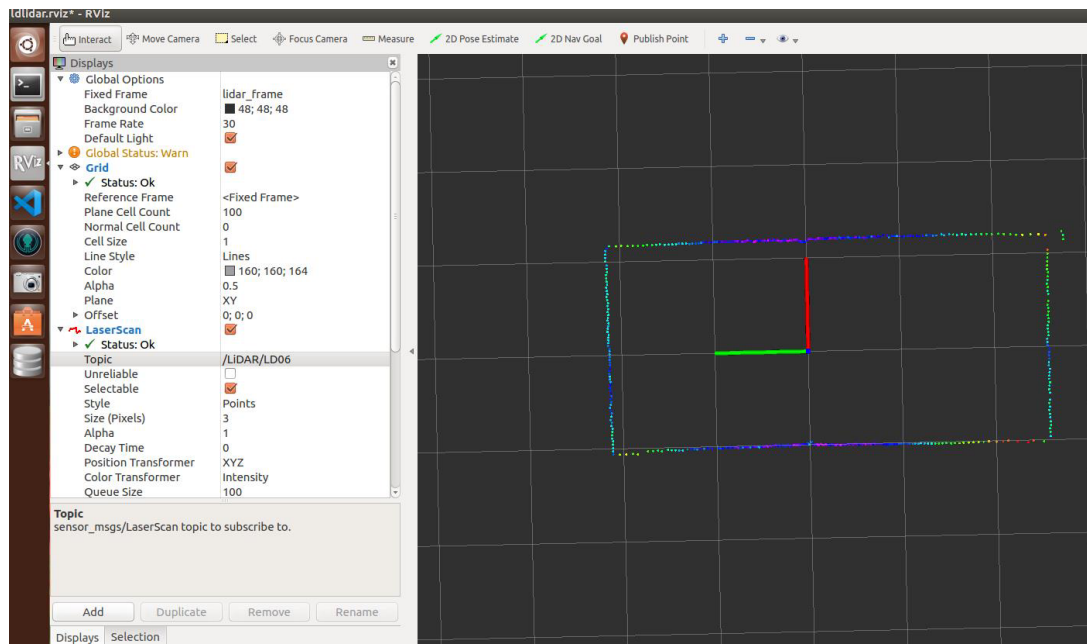 ldlidar.rviz* - RViz
Interact Move Camera Select Focus Camera Measure 2D Pose Estimate 2D Nav Goal Publish Point
Displays
Global Options
Fixed Frame lidar_frame
Background Color 48; 48; 48
Frame Rate 30
Default Light
Global Status: Warn
Grid
Status: Ok
Reference Frame <Fixed Frame>
Plane Cell Count 100
Normal Cell Count 0
Cell Size 1
Line Style Lines
Color 160; 160; 164
Alpha 0.5
Plane XY
Offset 0; 0; 0
LaserScan
Status: Ok
Topic /LiDAR/LD06
Unreliable
Selectable
Style Points
Size (Pixels) 3
Alpha 1
Decay Time 0
Position Transformer XYZ
Color Transformer Intensity
Queue Size 100
Topic
sensor_msgs/LaserScan topic to subscribe to.
Add Duplicate Remove Rename
Displays Selection
RViz